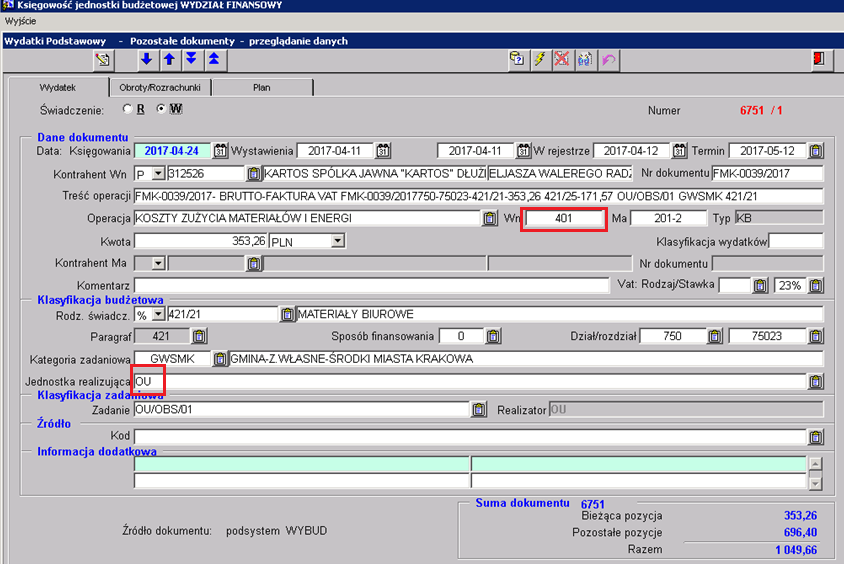 Księgowość jednostki budżetowej WYDZIAŁ FINANSOWY
Wyjście
Wydatki Podstawowy - Pozostałe dokumenty - przeglądanie danych
Wydatek Obroty/Rozrachunki Plan
Świadczenie: R W Numer 6751 / 1
Dane dokumentu
Data: Księgowania 2017-04-24 31 Wystawienia 2017-04-11 31 2017-04-11 31 W rejestrze 2017-04-12 31 Termin 2017-05-12
Kontrahent Wn P 312526 KARTOS SPÓLKA JAWNA "KARTOS" DŁUZI ELJASZA WALEREGO RADZ Nr dokumentu FMK-0039/2017
Treść operacji FMK-0039/2017- BRUTTO-FAKTURA VAT FMK-0039/2017750-75023-421/21-353,26 421/25-171,57 OU/OBS/01 GWSMK 421/21
Operacja KOSZTY ZUŻYCIA MATERIAŁÓW I ENERGI Wn 401 Ma 201-2 Typ KB
Kwota 353,26 PLN Klasyfikacja wydatków
Kontrahent Ma Nr dokumentu
Komentarz Vat: Rodzaj/Stawka 23%
Klasyfikacja budżetowa
Rodz. świadcz. % 421/21 MATERIAŁY BIUROWE
Paragraf 421 Sposób finansowania 0 Dział/rozdział 750 75023
Kategoria zadaniowa GWSMK GMINA-Z.WŁASNE-ŚRODKI MIASTA KRAKOWA
Jednostka realizująca OU
Klasyfikacja zadaniowa
Zadanie OU/OBS/01 Realizator OU
Źródło
Kod
Informacja dodatkowa
Suma dokumentu 6751
Bieżąca pozycja 353,26
Źródło dokumentu: podsystem WYBUD Pozostałe pozycje 696,40
Razem 1 049,66